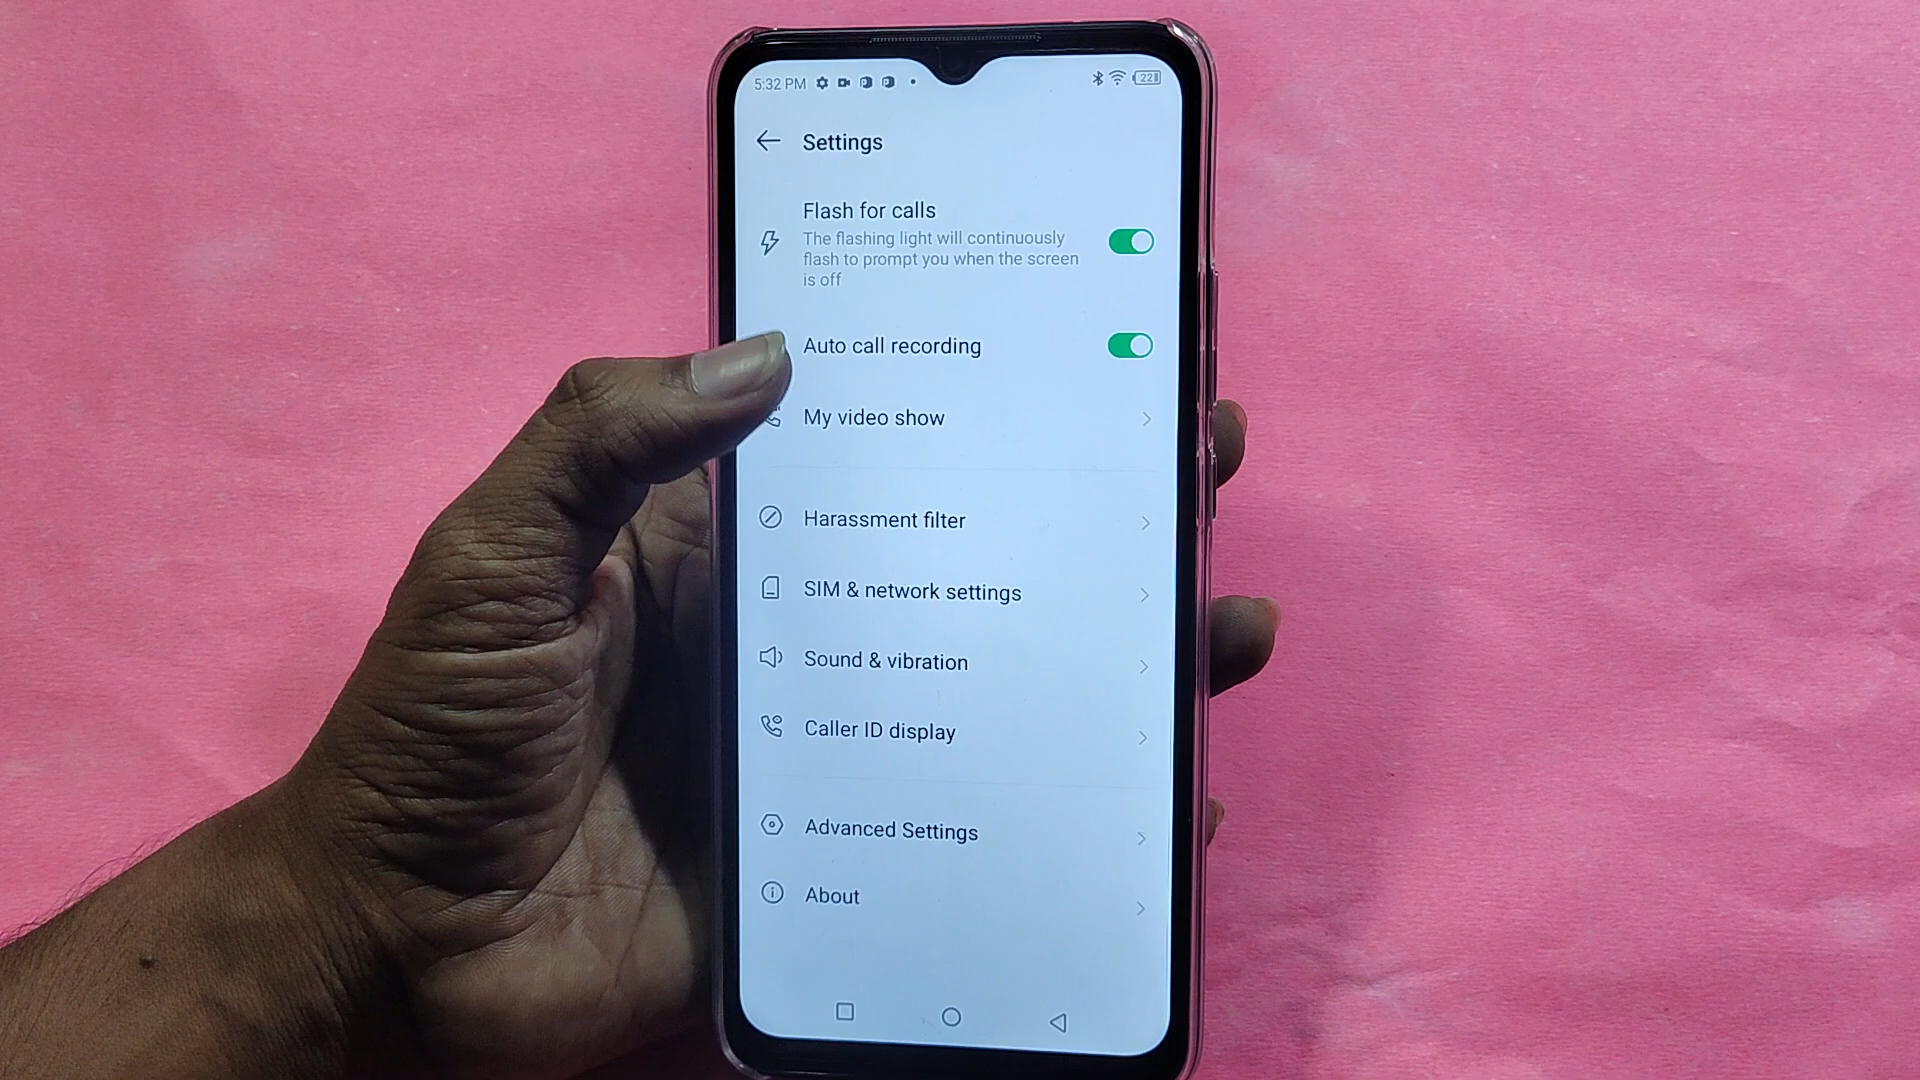 5:32 PM
22
Settings
Flash for calls
The flashing light will continuously
flash to prompt you when the screen
is off
Auto call recording
My video show
Harassment filter
SIM & network settings
Sound & vibration
Caller ID display
Advanced Settings
About